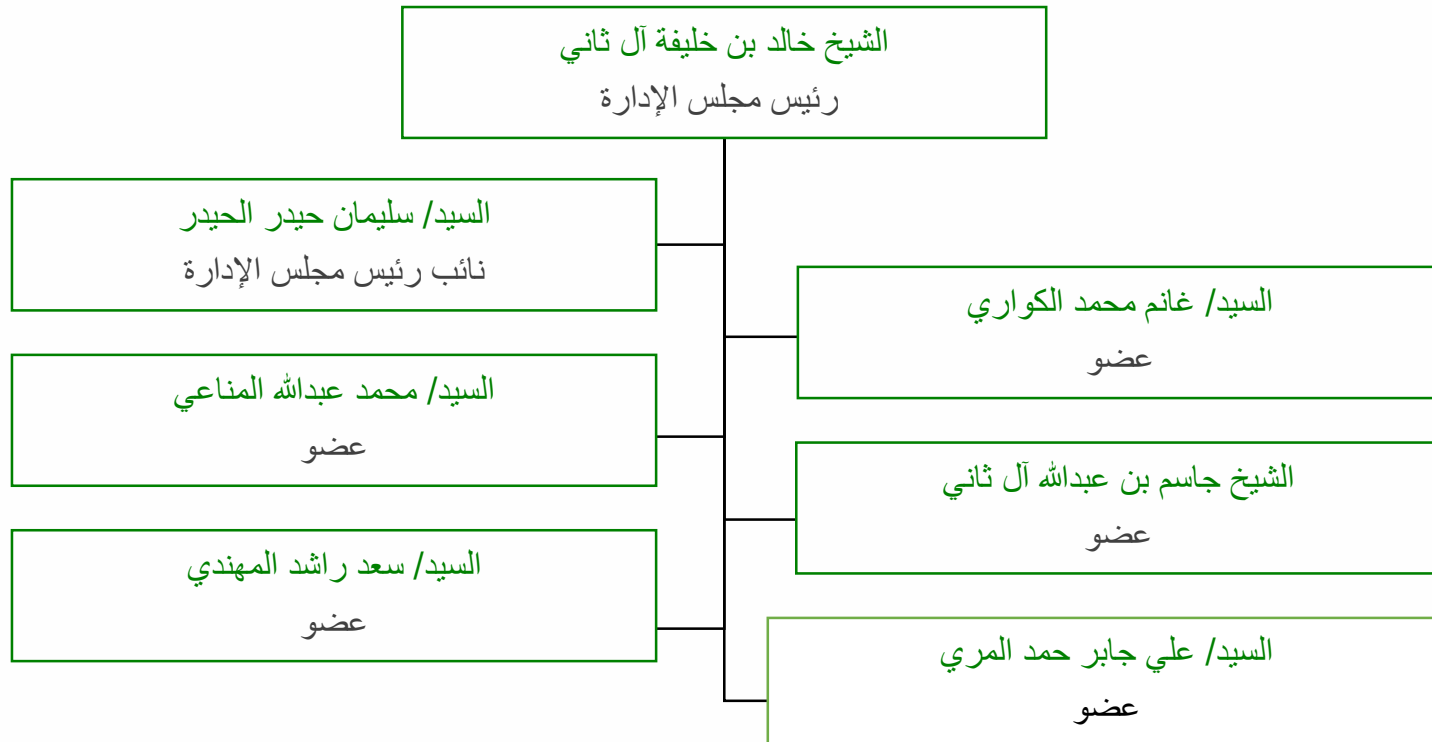 الشيخ خالد بن خليفة آل ثاني
رئيس مجلس الإدارة
السيد/ سليمان حيدر الحيدر
نائب رئيس مجلس الإدارة
السيد/ غانم محمد الكواري
عضو
السيد/ محمد عبدالله المناعي
عضو
الشيخ جاسم بن عبدالله آل ثاني
عضو
السيد/ سعد راشد المهندي
عضو
السيد/ علي جابر حمد المري
عضو